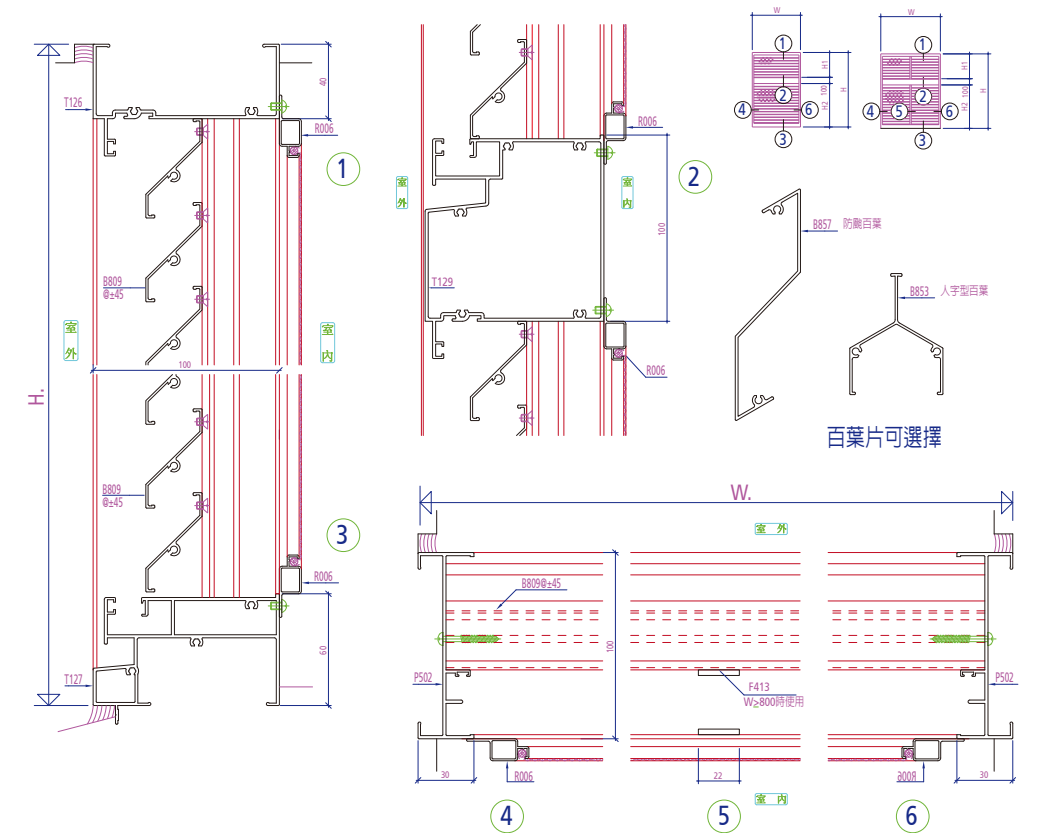 T126
40
R006
1
B809
@±45
室外
室內
100
H.
B809
@±45
3
R006
T127
60
R006
2
室外
室內
100
T129
R006
W
1
2
4
6
3
H1
100
H2
H
W
1
2
4
5
6
3
H1
100
H2
H
B857 防颱百葉
B853 人字型百葉
百葉片可選擇
W.
室 外
B809@±45
100
P502
P502
F413
W≥800時使用
30
R006
22
R006
30
室 內
4
5
6